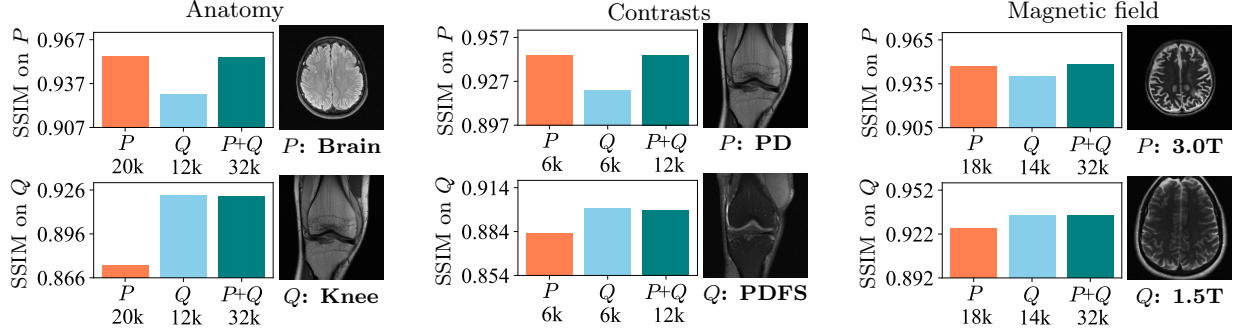 Anatomy
SSIM on P
0.967
0.937
0.907
P Q P+Q
20k 12k 32k
P: Brain
SSIM on Q
0.926
0.896
0.866
P Q P+Q
20k 12k 32k
Q: Knee
Contrasts
SSIM on P
0.957
0.927
0.897
P Q P+Q
6k 6k 12k
P: PD
SSIM on Q
0.914
0.884
0.854
P Q P+Q
6k 6k 12k
Q: PDFS
Magnetic field
SSIM on P
0.965
0.935
0.905
P Q P+Q
18k 14k 32k
P: 3.0T
SSIM on Q
0.952
0.922
0.892
P Q P+Q
18k 14k 32k
Q: 1.5T